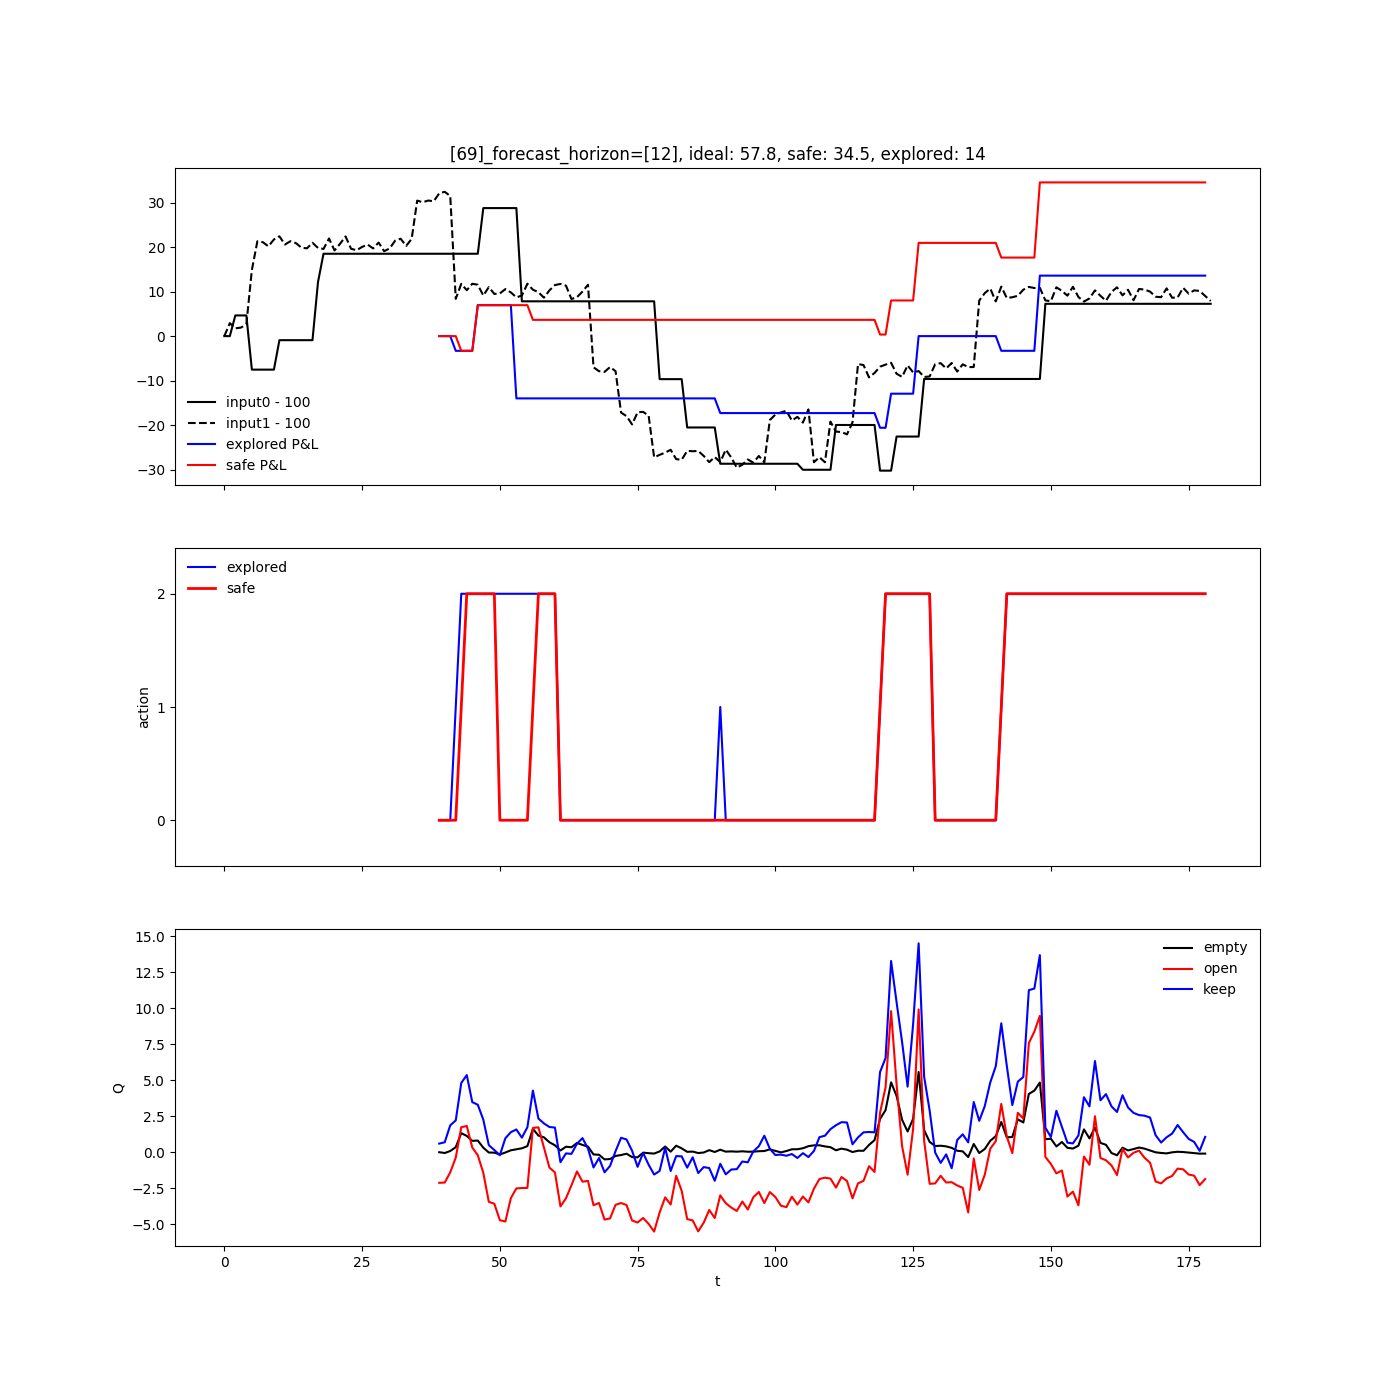 [69]_forecast_horizon=[12], ideal: 57.8, safe: 34.5, explored: 14
30
20
10
0
−10
−20
−30
input0 - 100
input1 - 100
explored P&L
safe P&L
explored
safe
2
1
0
action
empty
open
keep
15.0
12.5
10.0
7.5
5.0
2.5
0.0
−2.5
−5.0
Q
0 25 50 75 100 125 150 175
t